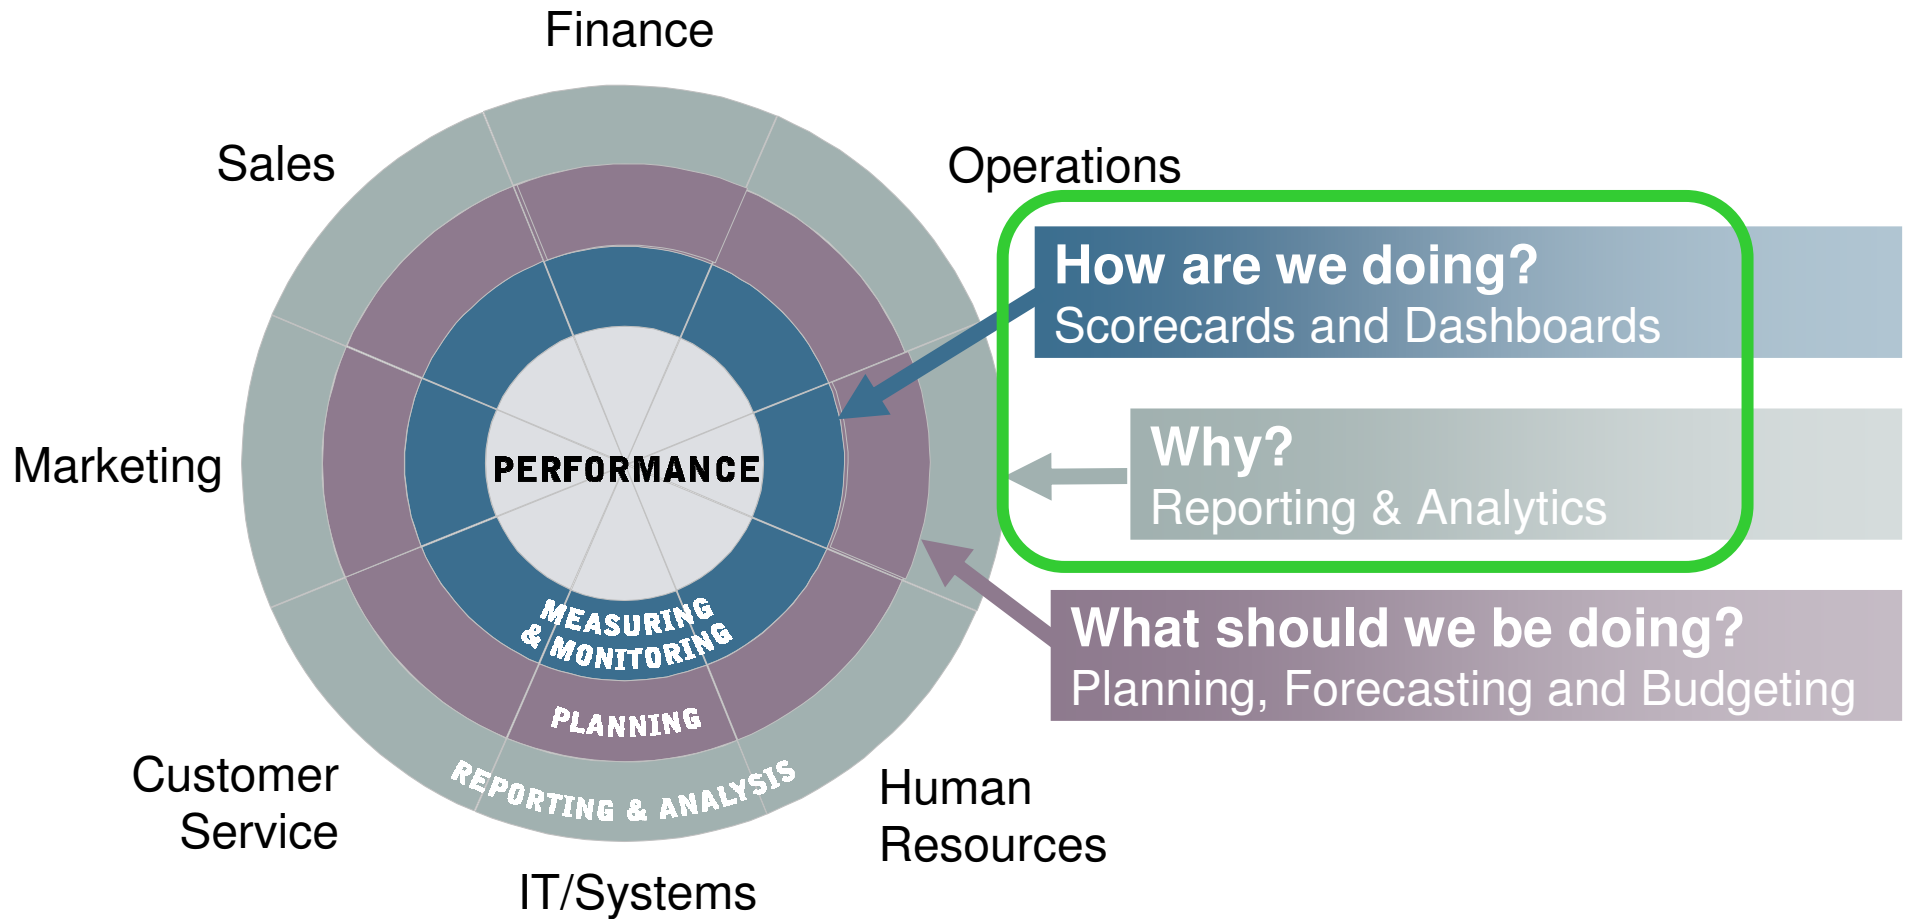 Finance
Sales
Operations
How are we doing?
Scorecards and Dashboards
Why?
Reporting & Analytics
Marketing
PERFORMANCE
What should we be doing?
Planning, Forecasting and Budgeting
MEASURING
& MONITORING
PLANNING
REPORTING & ANALYSIS
Customer
Service
Human
Resources
IT/Systems